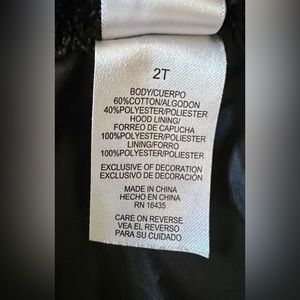 2T
BODY/CUERPO
60%COTTON/ALGODON
40%POLYESTER/POLIESTER
HOOD LINING/
FORREO DE CAPUCHA
100%POLYESTER/POLIESTER
LINING/FORRO
100%POLYESTER/POLIESTER
EXCLUSIVE OF DECORATION
EXCLUSIVO DE DECORACIÓN
MADE IN CHINA
HECHO EN CHINA
RN 16435
CARE ON REVERSE
VEA EL REVERSO
PARA SU CUIDADO